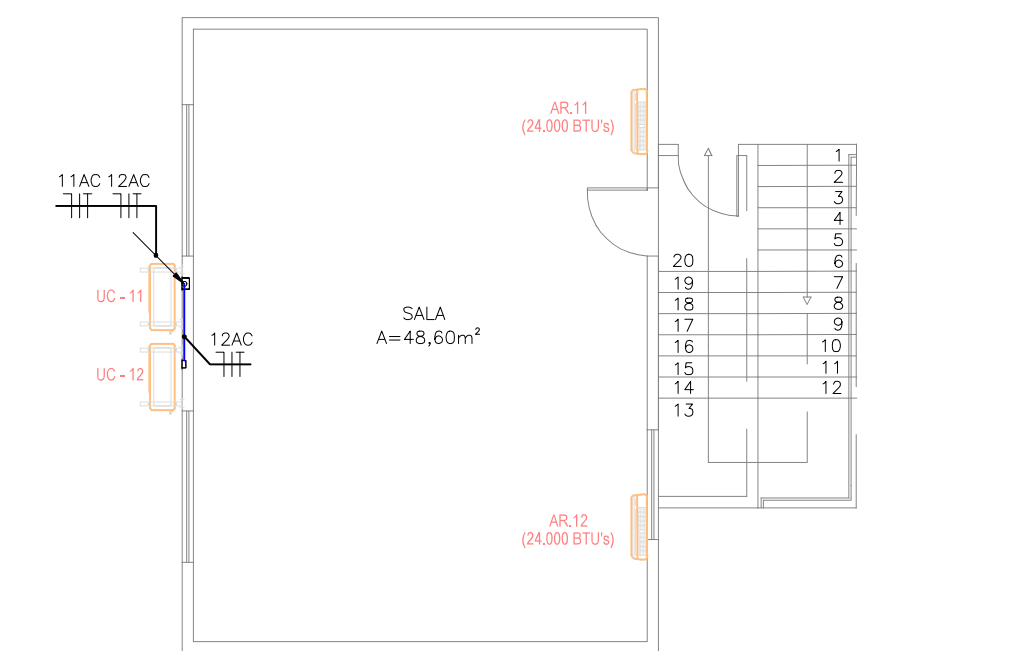 AR.11
(24.000 BTU's)
11AC 12AC
UC - 11
12AC
UC - 12
SALA
A=48,60m²
AR.12
(24.000 BTU's)
1
2
3
4
5
6
7
8
9
10
11
12
20
19
18
17
16
15
14
13